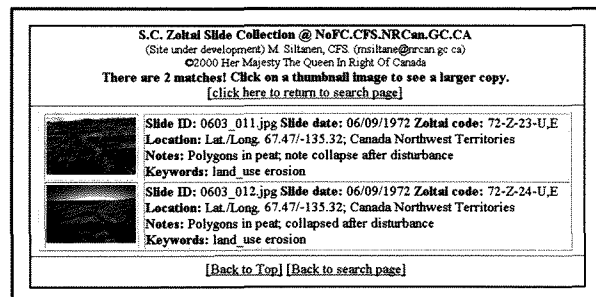 S.C. Zoltai Slide Collection @ NoFC.CFS.NRCan.GC.CA
(Site under development) M. Siltanen, CFS. (msiltane@nrcan.gc.ca)
©2000 Her Majesty The Queen In Right Of Canada
There are 2 matches! Click on a thumbnail image to see a larger copy.
[click here to return to search page]
Slide ID: 0603_011.jpg Slide date: 06/09/1972 Zoltai code: 72-Z-23-U,E
Location: Lat./Long. 67.47/-135.32; Canada Northwest Territories
Notes: Polygons in peat; note collapse after disturbance
Keywords: land_use erosion
Slide ID: 0603_012.jpg Slide date: 06/09/1972 Zoltai code: 72-Z-24-U,E
Location: Lat./Long. 67.47/-135.32; Canada Northwest Territories
Notes: Polygons in peat; collapsed after disturbance
Keywords: land_use erosion
[Back to Top] [Back to search page]